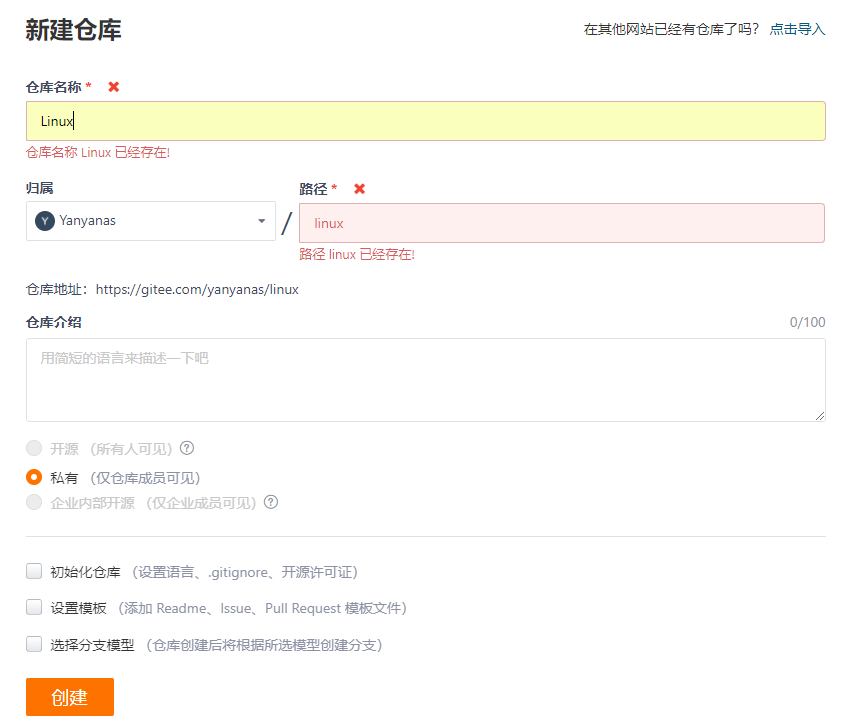 新建仓库
在其他网站已经有仓库了吗？ 点击导入
仓库名称 *
Linux
仓库名称 Linux 已经存在!
归属
路径 *
Y Yanyanas
/
linux
路径 linux 已经存在!
仓库地址：https://gitee.com/yanyanas/linux
仓库介绍
0/100
用简短的语言来描述一下吧
开源 （所有人可见） ?
私有 （仅仓库成员可见）
企业内部开源 （仅企业成员可见） ?
初始化仓库 （设置语言、.gitignore、开源许可证）
设置模板 （添加 Readme、Issue、Pull Request 模板文件）
选择分支模型 （仓库创建后将根据所选模型创建分支）
创建